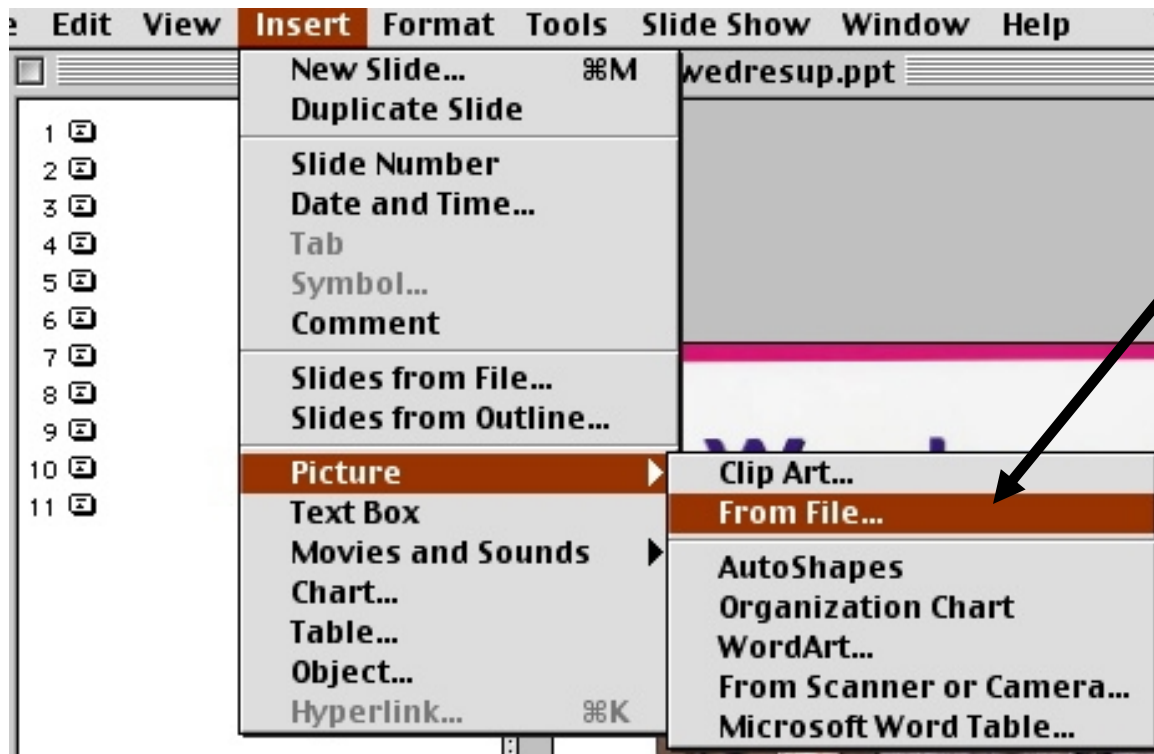 Edit View Insert Format Tools Slide Show Window Help
wedresup.ppt
1
2
3
4
5
6
7
8
9
10
11
New Slide... ⌘M
Duplicate Slide
Slide Number
Date and Time...
Tab
Symbol...
Comment
Slides from File...
Slides from Outline...
Picture
Text Box
Movies and Sounds
Chart...
Table...
Object...
Hyperlink... ⌘K
Clip Art...
From File...
AutoShapes
Organization Chart
WordArt...
From Scanner or Camera...
Microsoft Word Table...